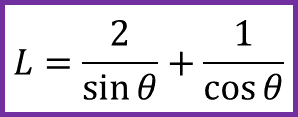 L = 2/sin θ + 1/cos θ